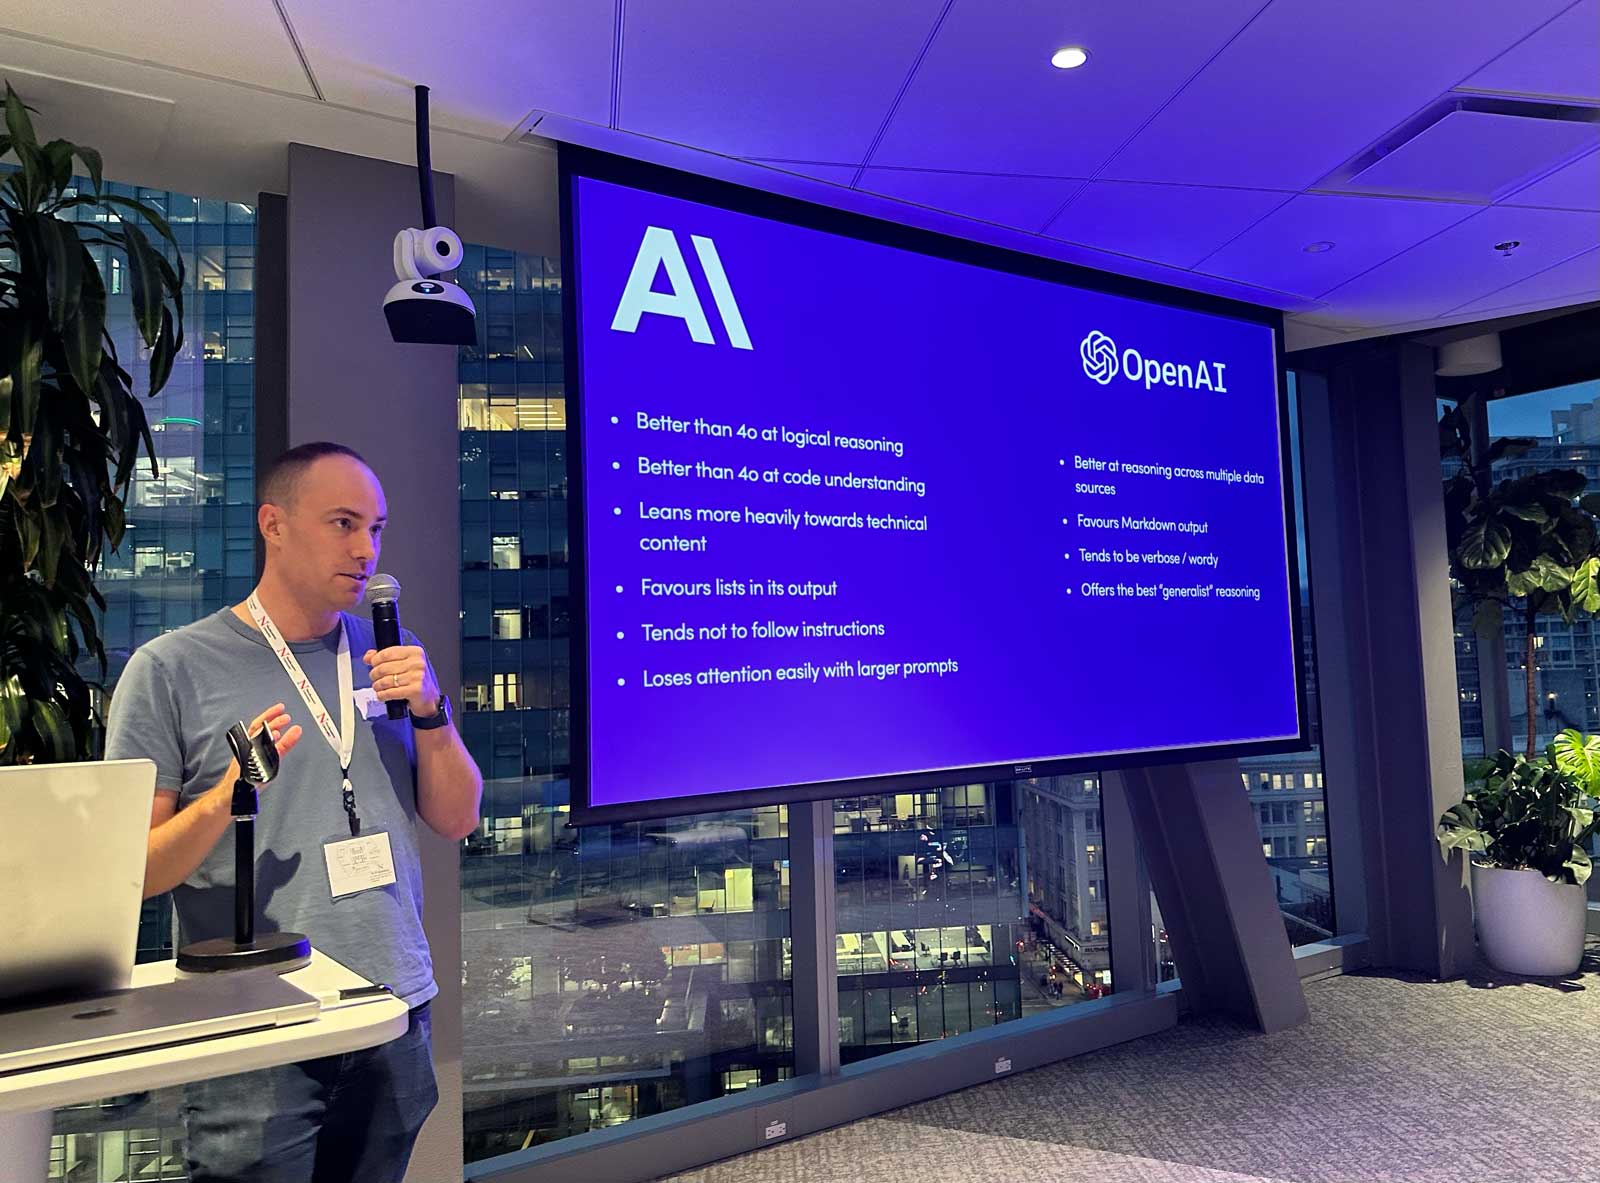 A\
Better than 4o at logical reasoning
Better than 4o at code understanding
Leans more heavily towards technical
content
Favours lists in its output
Tends not to follow instructions
Loses attention easily with larger prompts
OpenAI
Better at reasoning across multiple data
sources
Favours Markdown output
Tends to be verbose / wordy
Offers the best "generalist" reasoning